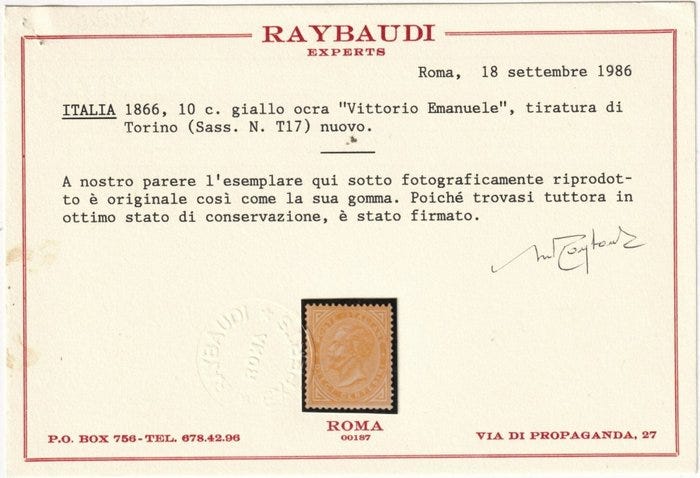 RAYBAUDI
EXPERTS
Roma, 18 settembre 1986
ITALIA 1866, 10 c. giallo ocra "Vittorio Emanuele", tiratura di
Torino (Sass. N. T17) nuovo.
A nostro parere l'esemplare qui sotto fotograficamente riprodot-
to è originale così come la sua gomma. Poiché trovasi tuttora in
ottimo stato di conservazione, è stato firmato.
RAYBAUDI
ROMA
ROMA
00187
P.O. BOX 756-TEL. 678.42.96
VIA DI PROPAGANDA, 27